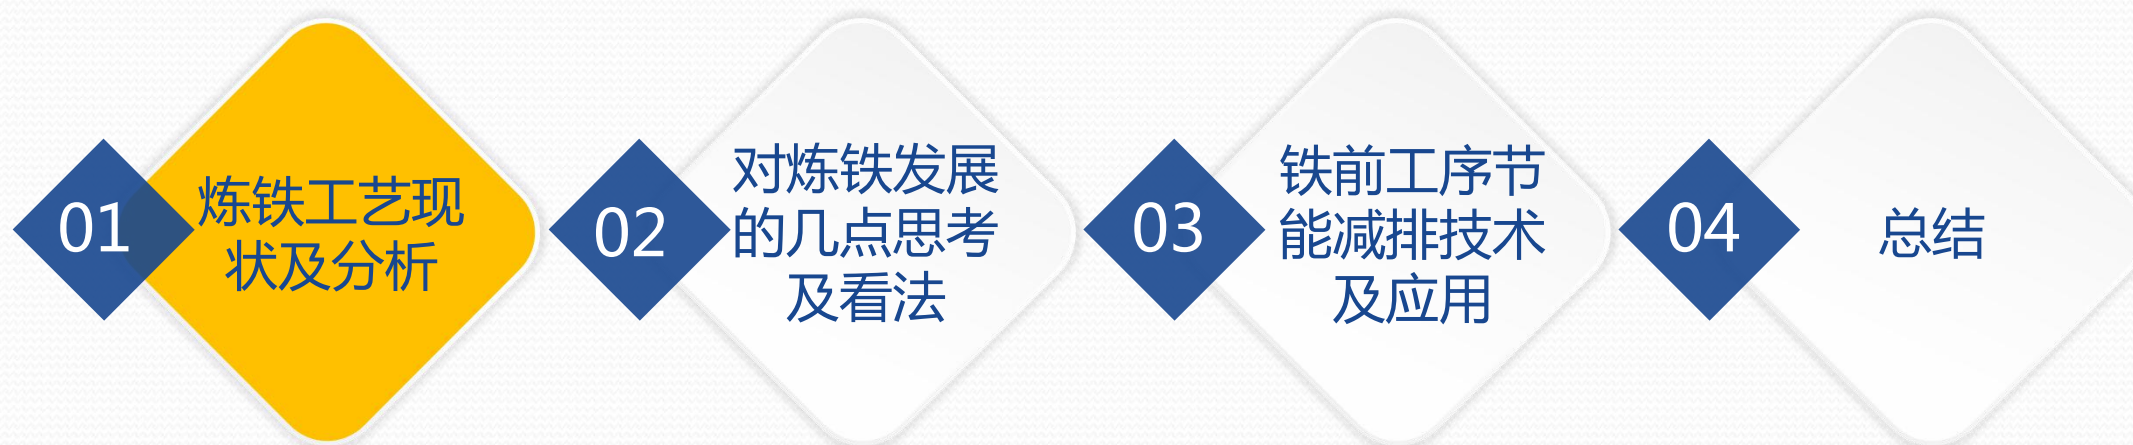 01
炼铁工艺现
状及分析
02
对炼铁发展
的几点思考
及看法
03
铁前工序节
能减排技术
及应用
04
总结